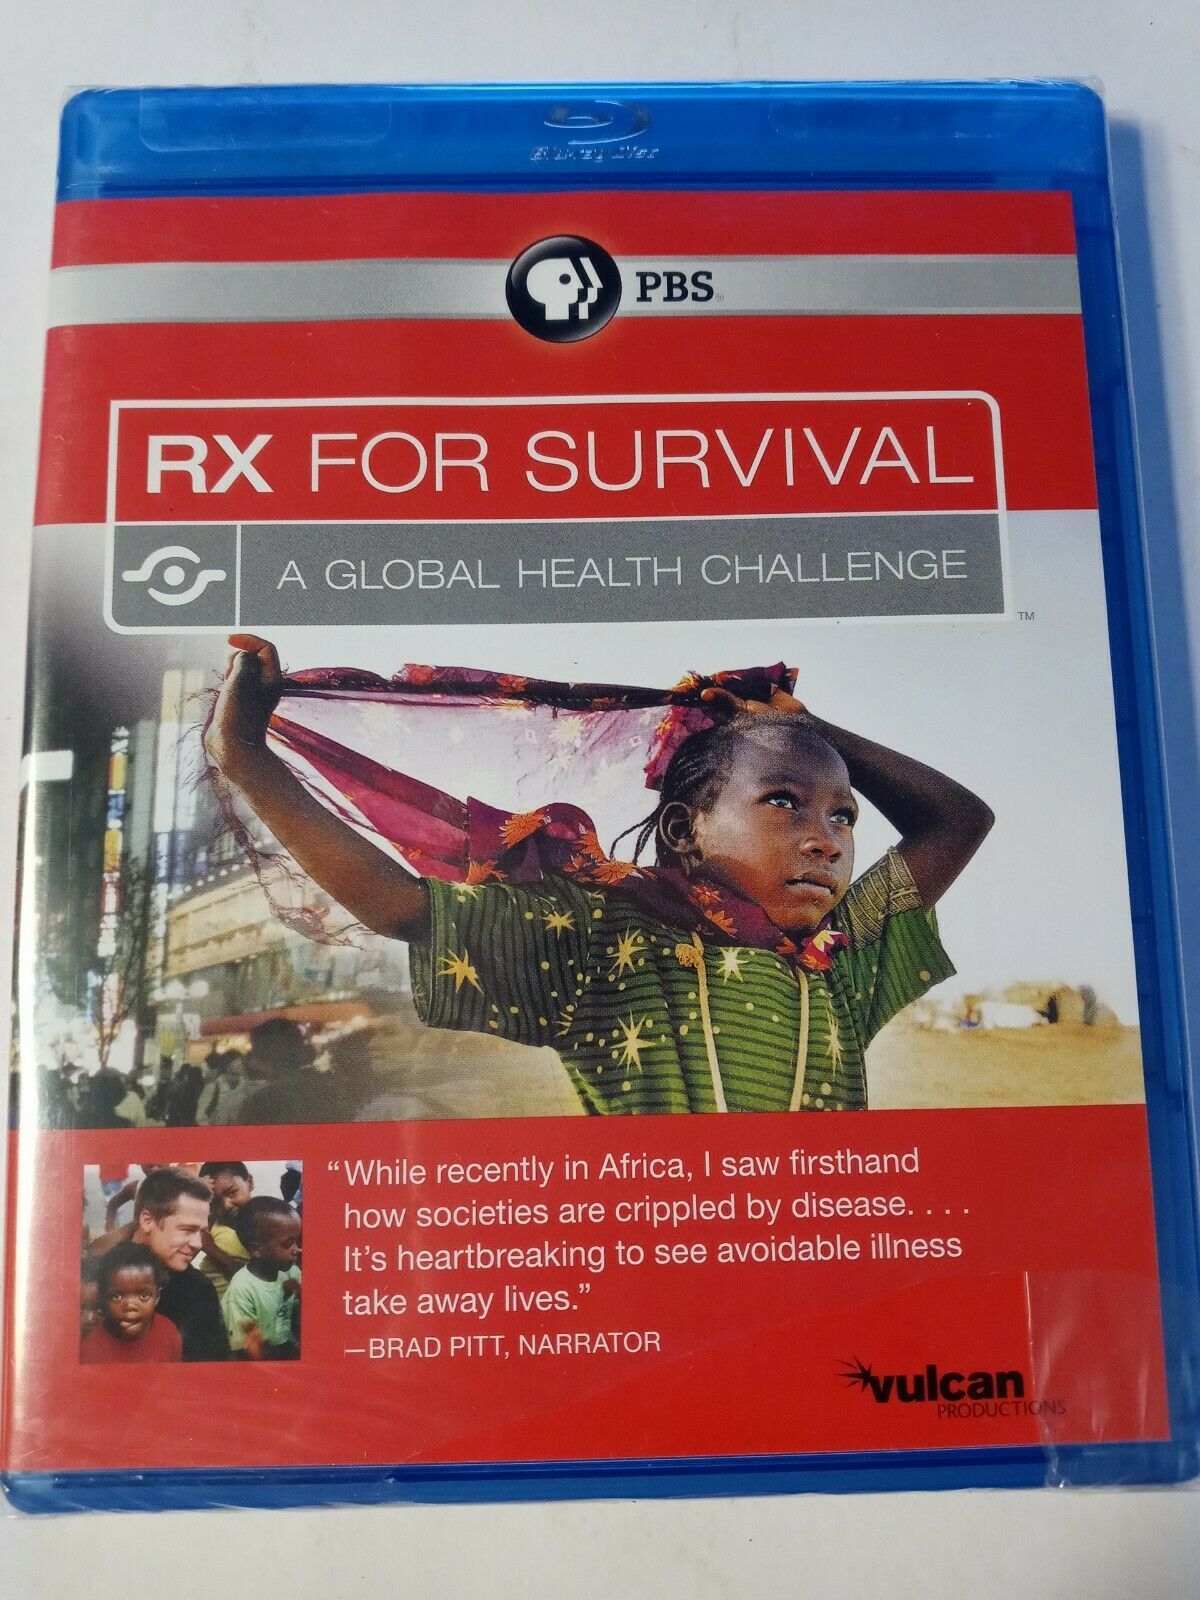 Blu-ray Disc
PBS®
RX FOR SURVIVAL
A GLOBAL HEALTH CHALLENGE
™
“While recently in Africa, I saw firsthand
how societies are crippled by disease. . . .
It's heartbreaking to see avoidable illness
take away lives.”
—BRAD PITT, NARRATOR
vulcan
PRODUCTIONS